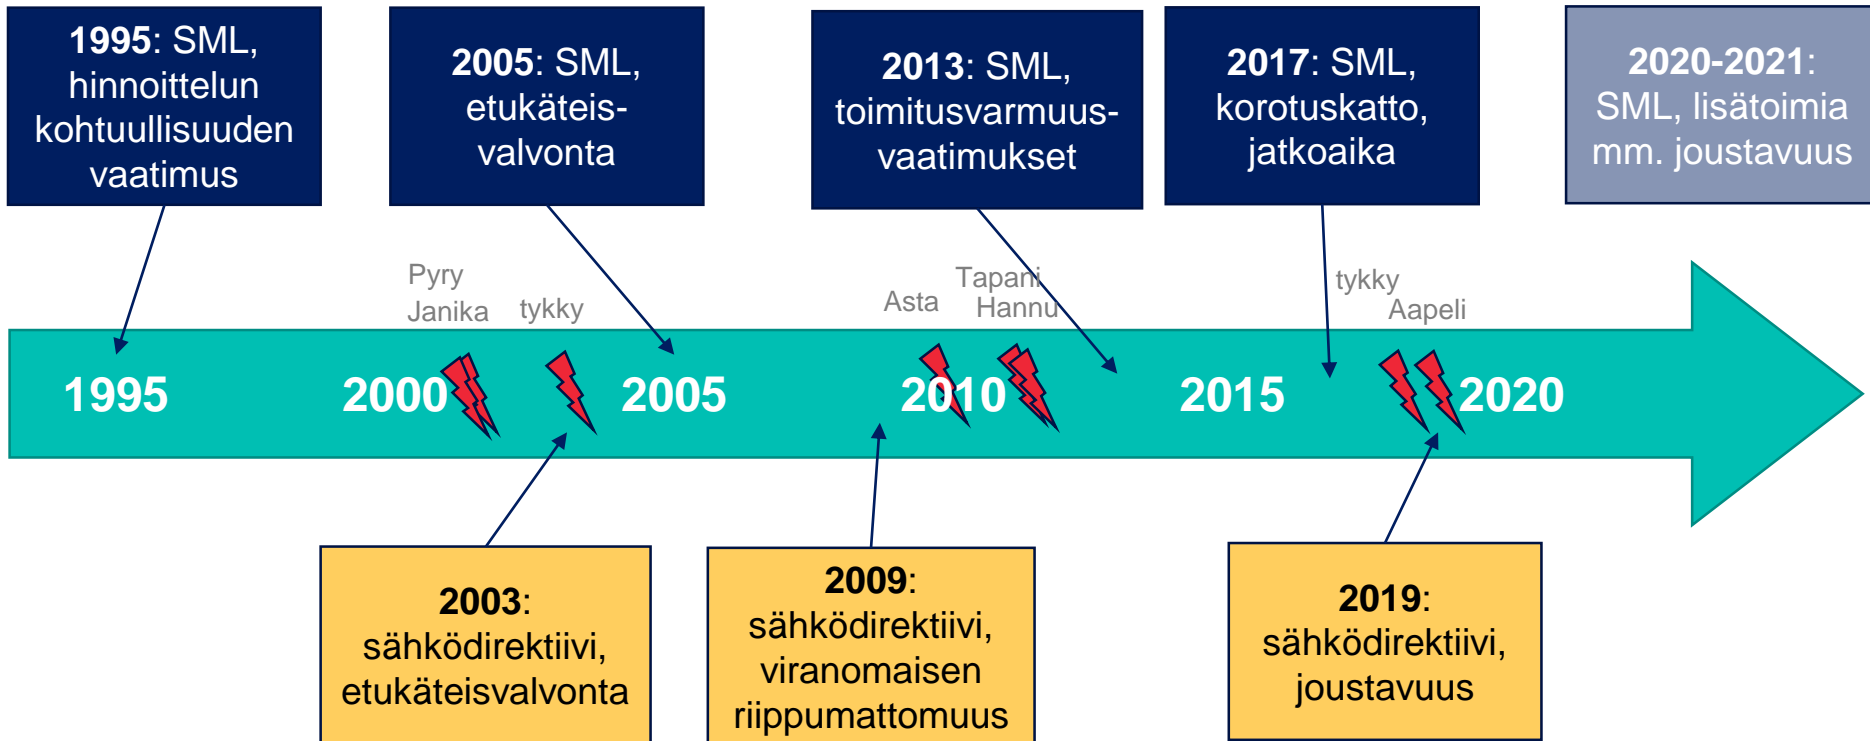 1995: SML,
hinnoittelun
kohtuullisuuden
vaatimus
2005: SML,
etukäteis-
valvonta
2013: SML,
toimitusvarmuus-
vaatimukset
2017: SML,
korotuskatto,
jatkoaika
2020-2021:
SML, lisätoimia
mm. joustavuus
Pyry
Janika
tykky
Asta
Tapani
Hannu
tykky
Aapeli
1995
2000
2005
2010
2015
2020
2003:
sähködirektiivi,
etukäteisvalvonta
2009:
sähködirektiivi,
viranomaisen
riippumattomuus
2019:
sähködirektiivi,
joustavuus